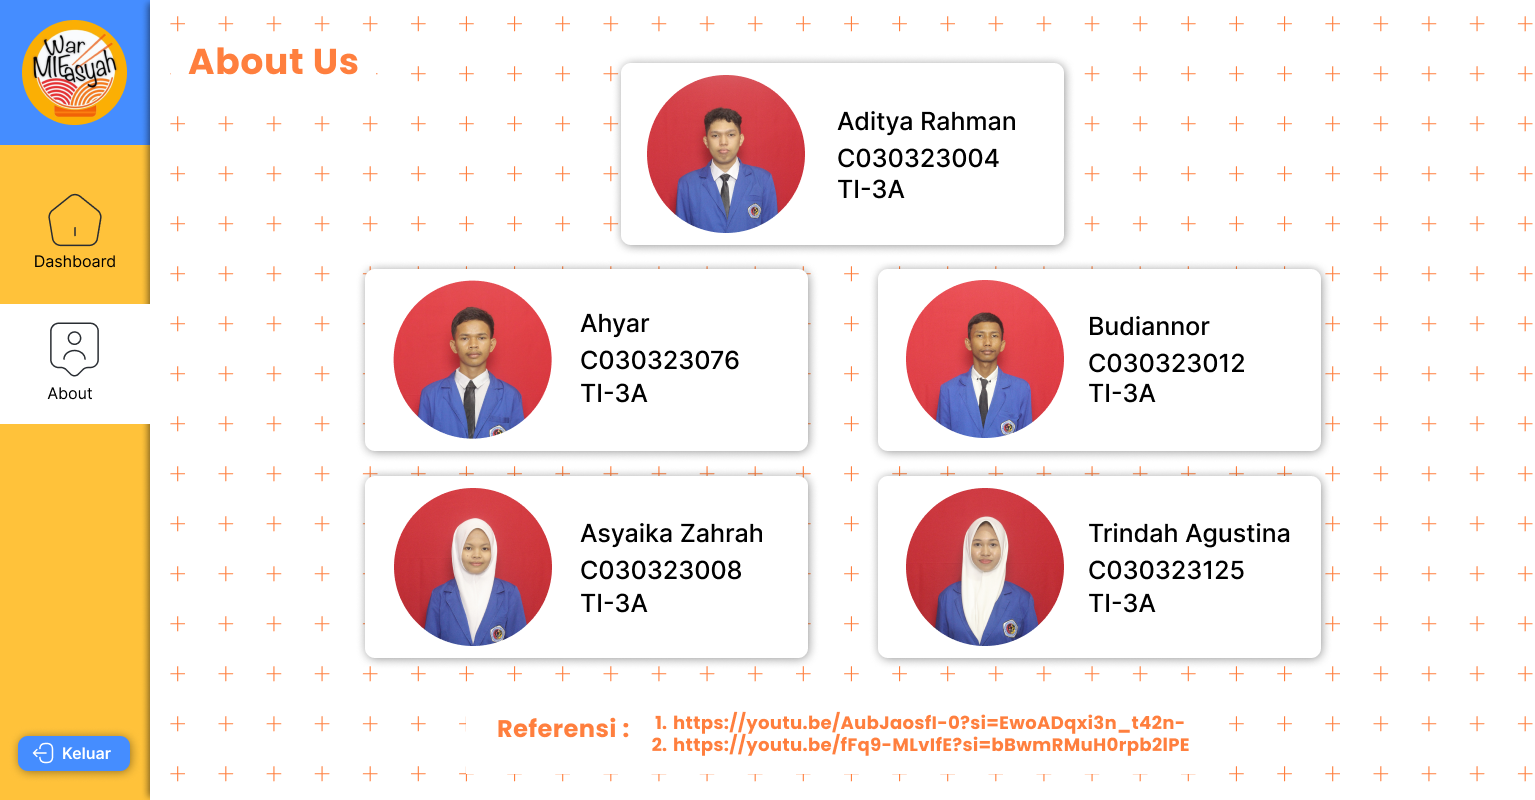 War
MIEasyah
About Us
Dashboard
About
Keluar
Aditya Rahman
C030323004
TI-3A
Ahyar
C030323076
TI-3A
Budiannor
C030323012
TI-3A
Asyaika Zahrah
C030323008
TI-3A
Trindah Agustina
C030323125
TI-3A
Referensi :
1. https://youtu.be/AubJaosfI-0?si=EwoADqxi3n_t42n-
2. https://youtu.be/fFq9-MLvIfE?si=bBwmRMuH0rpb2lPE